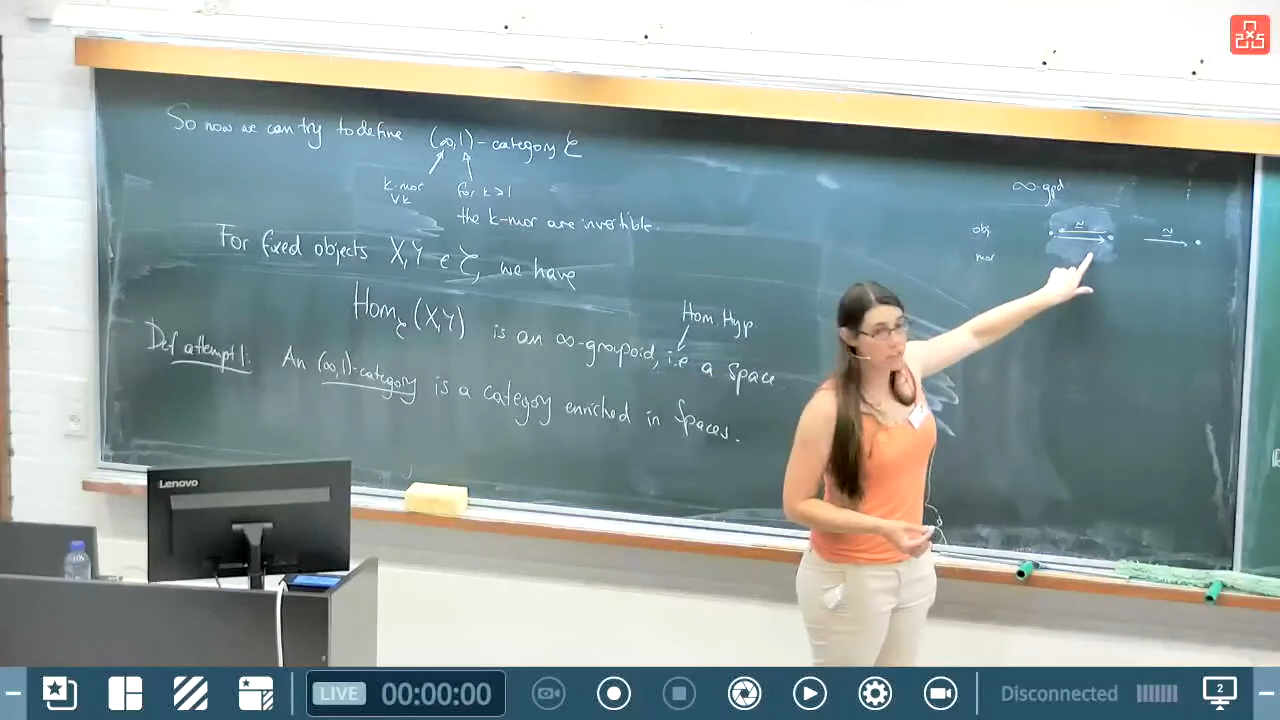 So now we can try to define (∞,1)-category C
k-mor ∀k
for k>1 the k-mor are invertible.
For fixed objects X,Y ∈ C, we have
Hom_C(X,Y) is an ∞-groupoid, i.e a space
Hom. Hyp.
Def attempt 1: An (∞,1)-category is a category enriched in Spaces.
∞-gpd
obj
≃ ≃
mor
Lenovo
LIVE 00:00:00
Disconnected
2